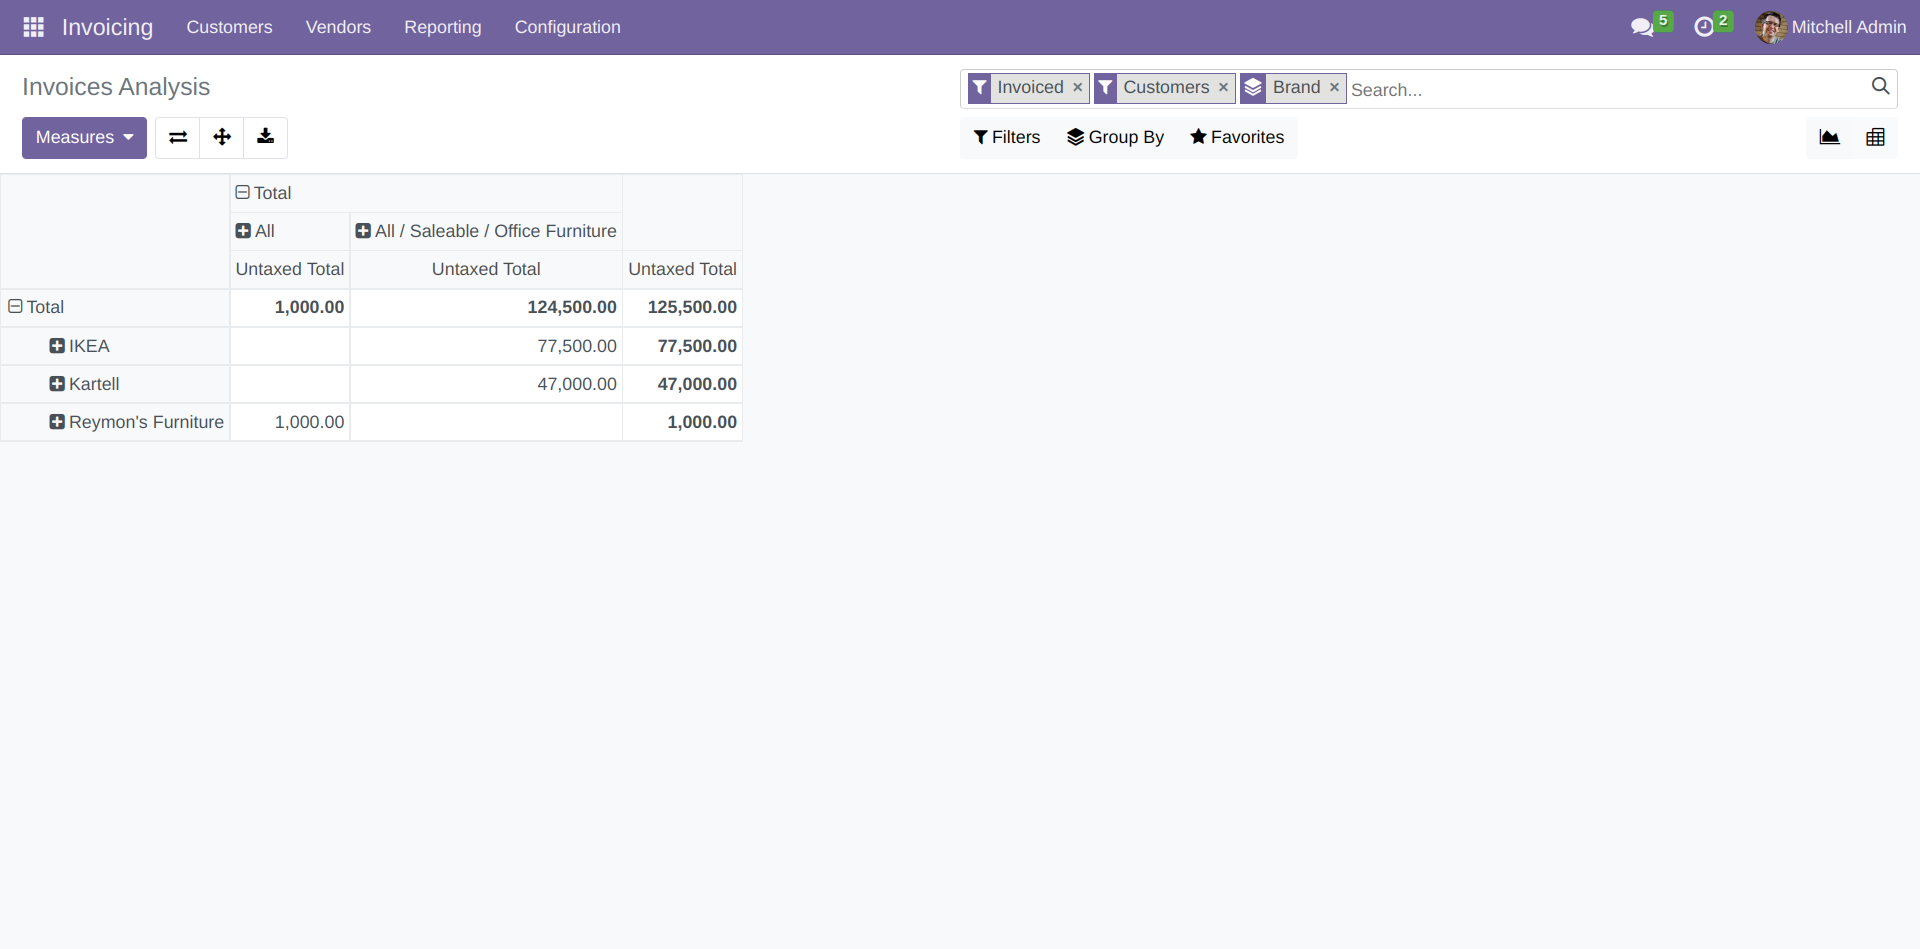 Invoicing Customers Vendors Reporting Configuration 5 2 Mitchell Admin
Invoices Analysis
Invoiced × Customers × Brand × Search...
Measures Filters Group By Favorites
Total
All All / Saleable / Office Furniture
Untaxed Total Untaxed Total Untaxed Total
Total 1,000.00 124,500.00 125,500.00
IKEA 77,500.00 77,500.00
Kartell 47,000.00 47,000.00
Reymon's Furniture 1,000.00 1,000.00